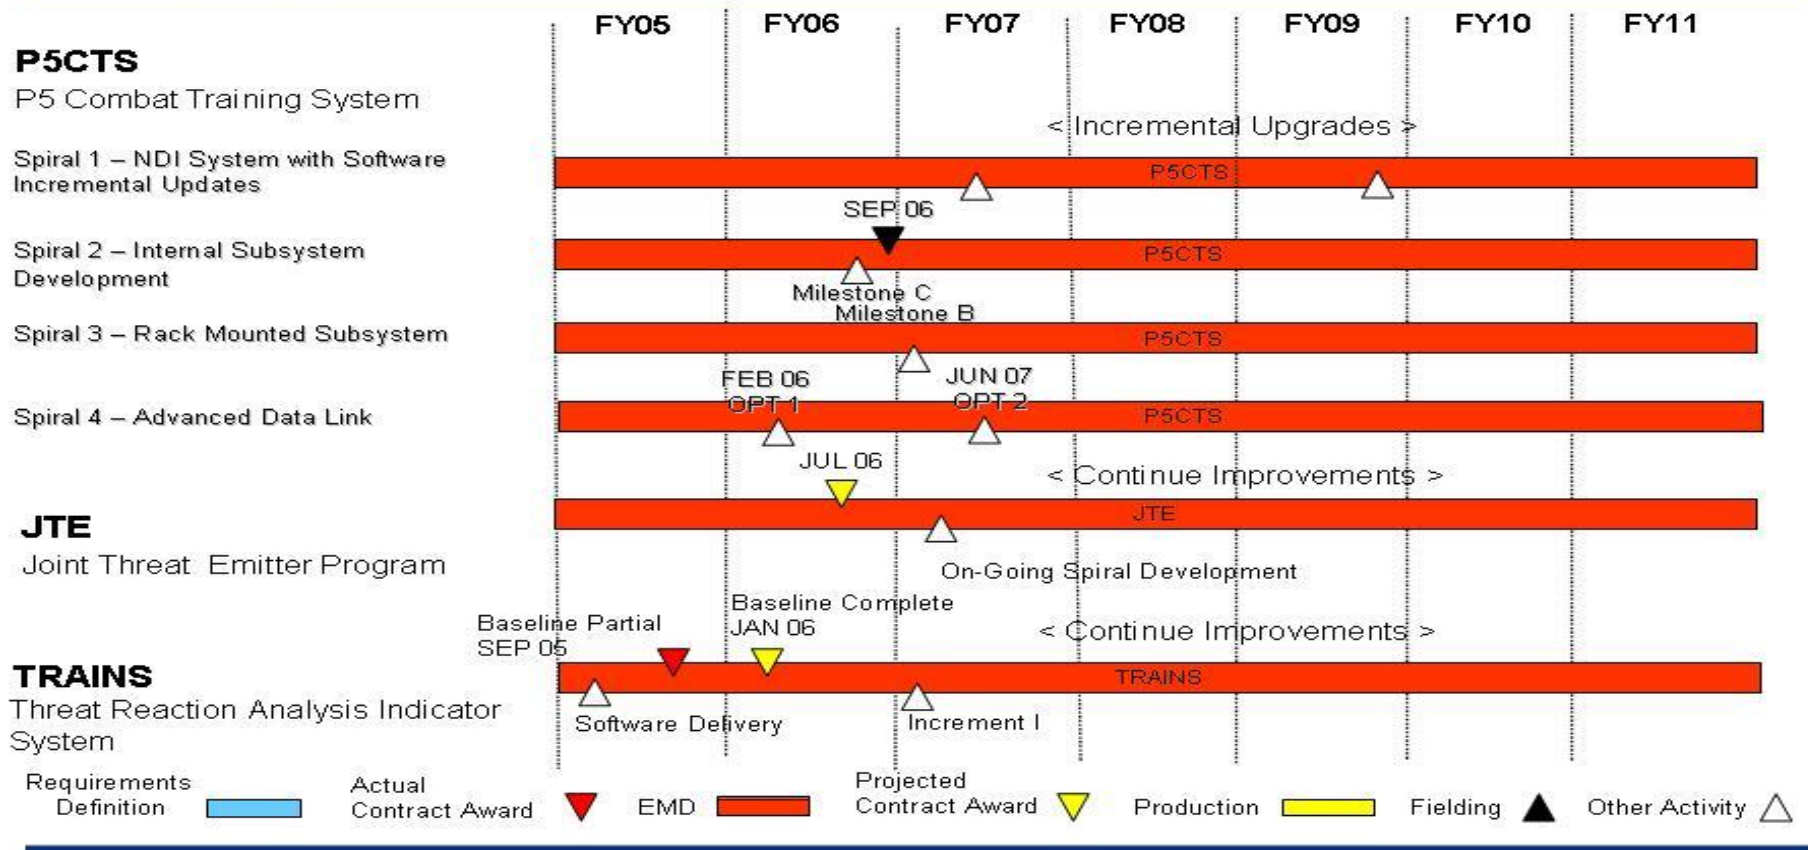 FY05 FY06 FY07 FY08 FY09 FY10 FY11
P5CTS
P5 Combat Training System
< Incremental Upgrades >
Spiral 1 – NDI System with Software
Incremental Updates
P5CTS
SEP 06
Spiral 2 – Internal Subsystem
Development
P5CTS
Milestone C
Milestone B
Spiral 3 – Rack Mounted Subsystem
P5CTS
FEB 06
OPT 1
JUN 07
OPT 2
Spiral 4 – Advanced Data Link
P5CTS
JUL 06
< Continue Improvements >
JTE
JTE
Joint Threat Emitter Program
On-Going Spiral Development
Baseline Partial
SEP 05
Baseline Complete
JAN 06
< Continue Improvements >
TRAINS
TRAINS
Threat Reaction Analysis Indicator
System
Software Delivery
Increment I
Requirements
Definition
Actual
Contract Award
EMD
Projected
Contract Award
Production
Fielding
Other Activity